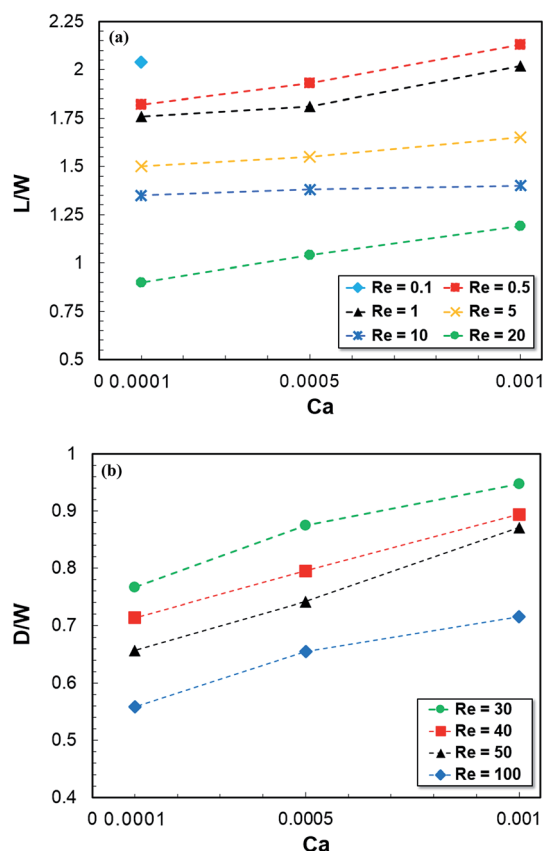 (a)
2.25
2
1.75
1.5
1.25
1
0.75
0.5
L/W
Re = 0.1
Re = 0.5
Re = 1
Re = 5
Re = 10
Re = 20
0 0.0001 0.0005 0.001
Ca
(b)
1
0.9
0.8
0.7
0.6
0.5
0.4
D/W
Re = 30
Re = 40
Re = 50
Re = 100
0 0.0001 0.0005 0.001
Ca